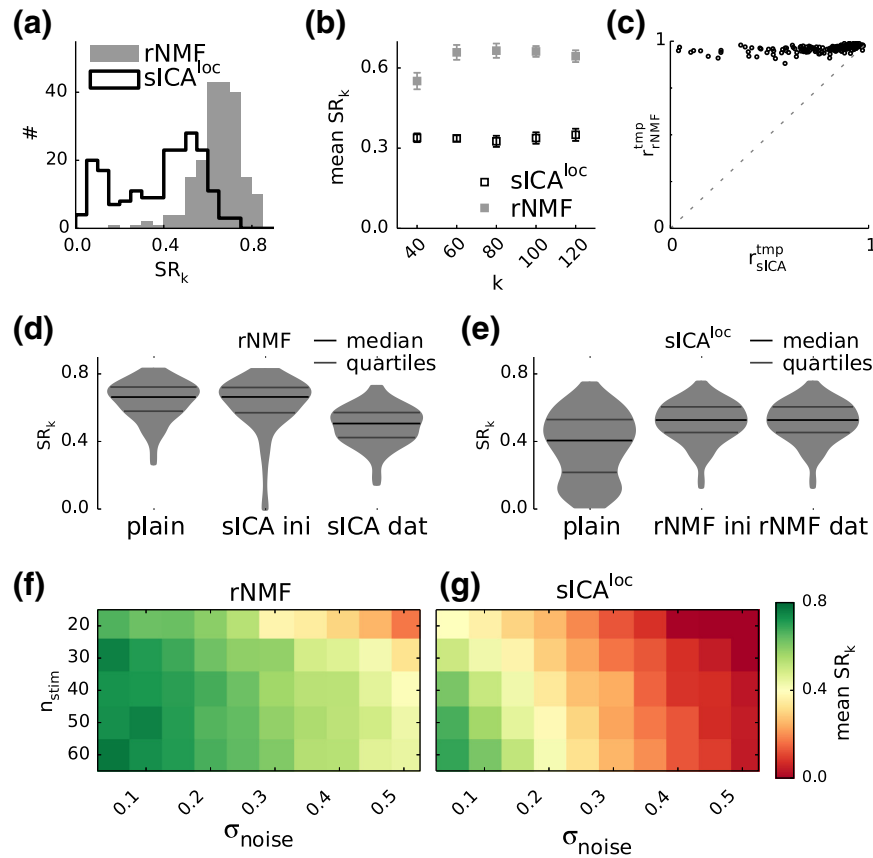 (a)
rNMF
sICA^loc
#
40
20
0
0.0 0.4 0.8
SR_k
(b)
mean SR_k
0.6
0.3
0.0
sICA^loc
rNMF
40 60 80 100 120
k
(c)
1
r^tmp_rNMF
0
0 1
r^tmp_sICA
(d)
rNMF
median
quartiles
SR_k
0.8
0.4
0.0
plain sICA ini sICA dat
(e)
sICA^loc
median
quartiles
SR_k
0.8
0.4
0.0
plain rNMF ini rNMF dat
(f)
rNMF
n_stim
20
30
40
50
60
0.1 0.2 0.3 0.4 0.5
σ_noise
(g)
sICA^loc
0.1 0.2 0.3 0.4 0.5
σ_noise
0.8
0.4
0.0
mean SR_k